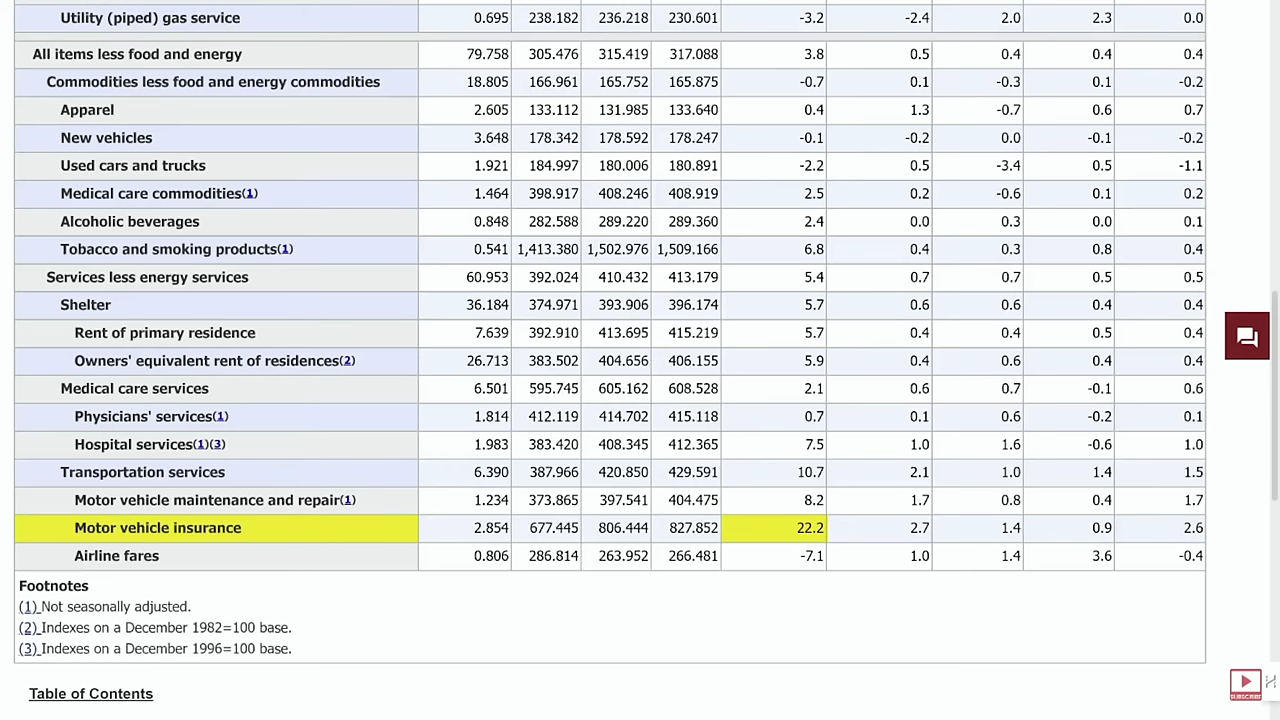 Utility (piped) gas service 0.695 238.182 236.218 230.601 -3.2 -2.4 2.0 2.3 0.0
All items less food and energy 79.758 305.476 315.419 317.088 3.8 0.5 0.4 0.4 0.4
Commodities less food and energy commodities 18.805 166.961 165.752 165.875 -0.7 0.1 -0.3 0.1 -0.2
Apparel 2.605 133.112 131.985 133.640 0.4 1.3 -0.7 0.6 0.7
New vehicles 3.648 178.342 178.592 178.247 -0.1 -0.2 0.0 -0.1 -0.2
Used cars and trucks 1.921 184.997 180.006 180.891 -2.2 0.5 -3.4 0.5 -1.1
Medical care commodities(1) 1.464 398.917 408.246 408.919 2.5 0.2 -0.6 0.1 0.2
Alcoholic beverages 0.848 282.588 289.220 289.360 2.4 0.0 0.3 0.0 0.1
Tobacco and smoking products(1) 0.541 1,413.380 1,502.976 1,509.166 6.8 0.4 0.3 0.8 0.4
Services less energy services 60.953 392.024 410.432 413.179 5.4 0.7 0.7 0.5 0.5
Shelter 36.184 374.971 393.906 396.174 5.7 0.6 0.6 0.4 0.4
Rent of primary residence 7.639 392.910 413.695 415.219 5.7 0.4 0.4 0.5 0.4
Owners' equivalent rent of residences(2) 26.713 383.502 404.656 406.155 5.9 0.4 0.6 0.4 0.4
Medical care services 6.501 595.745 605.162 608.528 2.1 0.6 0.7 -0.1 0.6
Physicians' services(1) 1.814 412.119 414.702 415.118 0.7 0.1 0.6 -0.2 0.1
Hospital services(1)(3) 1.983 383.420 408.345 412.365 7.5 1.0 1.6 -0.6 1.0
Transportation services 6.390 387.966 420.850 429.591 10.7 2.1 1.0 1.4 1.5
Motor vehicle maintenance and repair(1) 1.234 373.865 397.541 404.475 8.2 1.7 0.8 0.4 1.7
Motor vehicle insurance 2.854 677.445 806.444 827.852 22.2 2.7 1.4 0.9 2.6
Airline fares 0.806 286.814 263.952 266.481 -7.1 1.0 1.4 3.6 -0.4
Footnotes
(1) Not seasonally adjusted.
(2) Indexes on a December 1982=100 base.
(3) Indexes on a December 1996=100 base.
Table of Contents
SUBSCRIBE